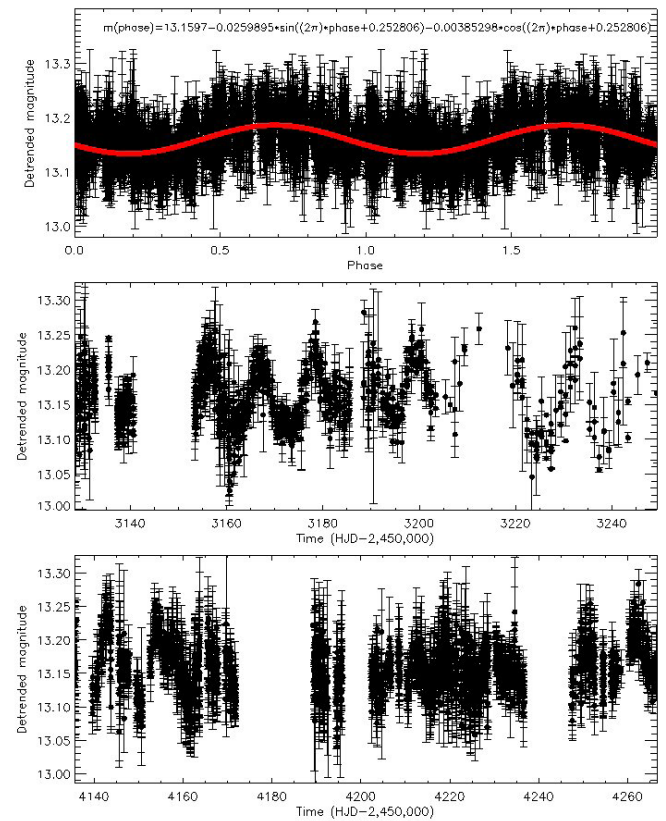 m(phase)=13.1597-0.0259895*sin((2π)*phase+0.252806)-0.00385298*cos((2π)*phase+0.252806)
13.3
13.2
13.1
13.0
Detrended magnitude
0.0 0.5 1.0 1.5
Phase
13.30
13.25
13.20
13.15
13.10
13.05
13.00
Detrended magnitude
3140 3160 3180 3200 3220 3240
Time (HJD-2,450,000)
13.30
13.25
13.20
13.15
13.10
13.05
13.00
Detrended magnitude
4140 4160 4180 4200 4220 4240 4260
Time (HJD-2,450,000)